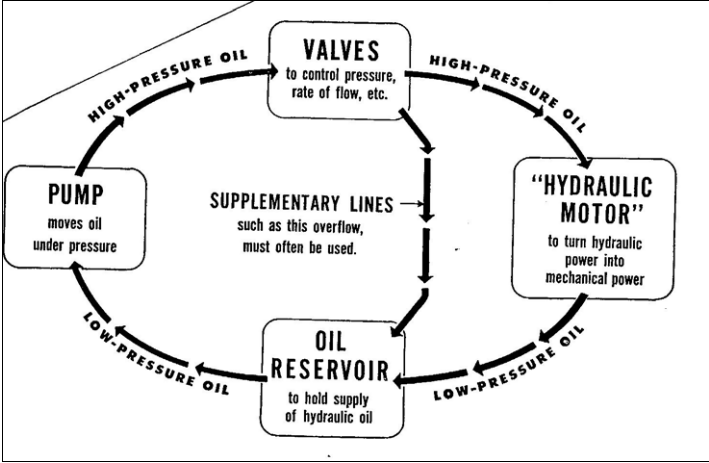 VALVES
to control pressure,
rate of flow, etc.
HIGH-PRESSURE OIL
HIGH-PRESSURE OIL
PUMP
moves oil
under pressure
"HYDRAULIC
MOTOR"
to turn hydraulic
power into
mechanical power
SUPPLEMENTARY LINES
such as this overflow,
must often be used.
LOW-PRESSURE OIL
LOW-PRESSURE OIL
OIL
RESERVOIR
to hold supply
of hydraulic oil